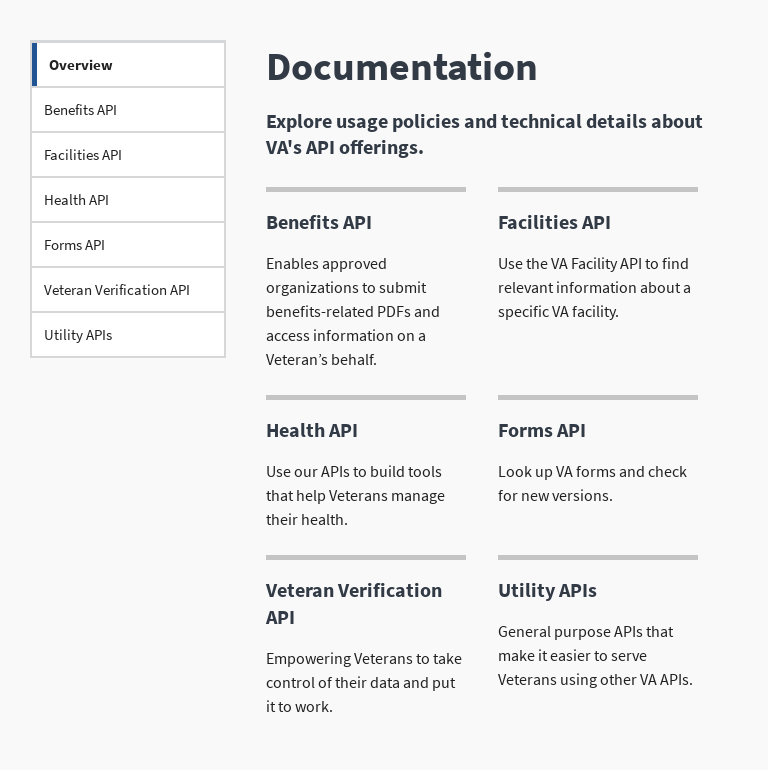 Overview
Benefits API
Facilities API
Health API
Forms API
Veteran Verification API
Utility APIs
Documentation
Explore usage policies and technical details about
VA's API offerings.
Benefits API
Enables approved
organizations to submit
benefits-related PDFs and
access information on a
Veteran’s behalf.
Facilities API
Use the VA Facility API to find
relevant information about a
specific VA facility.
Health API
Use our APIs to build tools
that help Veterans manage
their health.
Forms API
Look up VA forms and check
for new versions.
Veteran Verification
API
Empowering Veterans to take
control of their data and put
it to work.
Utility APIs
General purpose APIs that
make it easier to serve
Veterans using other VA APIs.